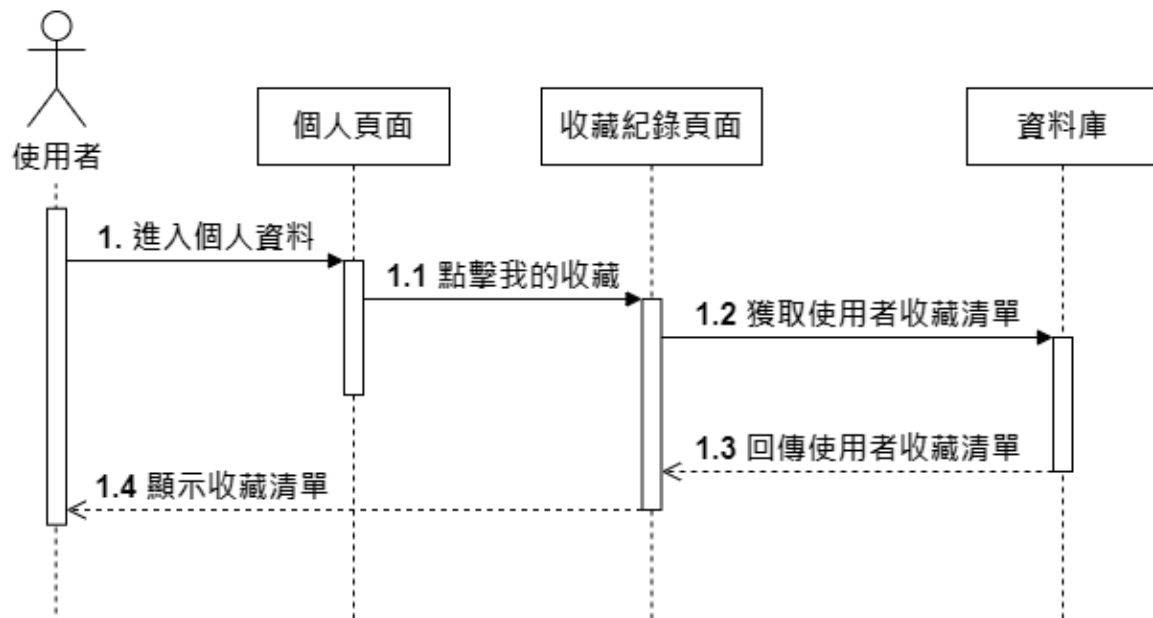 使用者
個人頁面
收藏紀錄頁面
資料庫
1. 進入個人資料
1.1 點擊我的收藏
1.2 獲取使用者收藏清單
1.3 回傳使用者收藏清單
1.4 顯示收藏清單